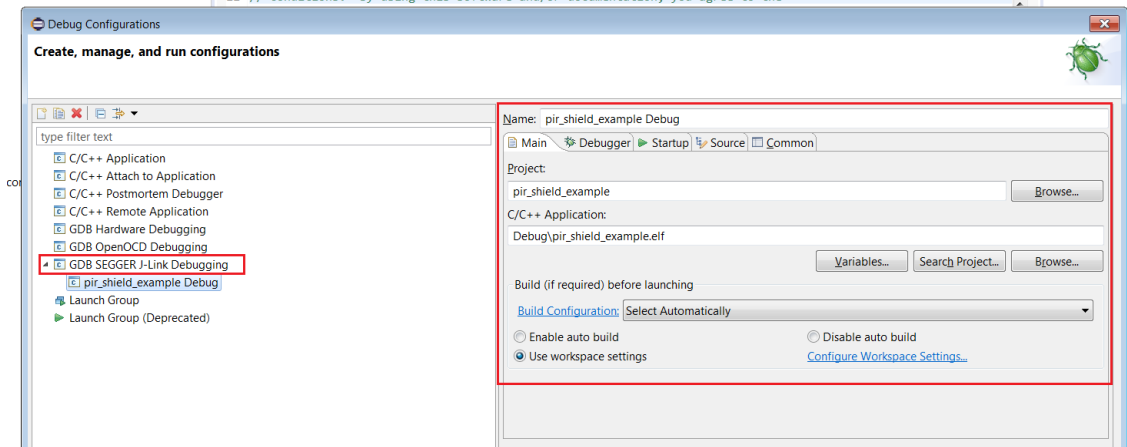 Debug Configurations
Create, manage, and run configurations
type filter text
C/C++ Application
C/C++ Attach to Application
C/C++ Postmortem Debugger
C/C++ Remote Application
GDB Hardware Debugging
GDB OpenOCD Debugging
GDB SEGGER J-Link Debugging
pir_shield_example Debug
Launch Group
Launch Group (Deprecated)
Name: pir_shield_example Debug
Main Debugger Startup Source Common
Project:
pir_shield_example Browse...
C/C++ Application:
Debug\pir_shield_example.elf
Variables... Search Project... Browse...
Build (if required) before launching
Build Configuration: Select Automatically
Enable auto build Disable auto build
Use workspace settings Configure Workspace Settings...